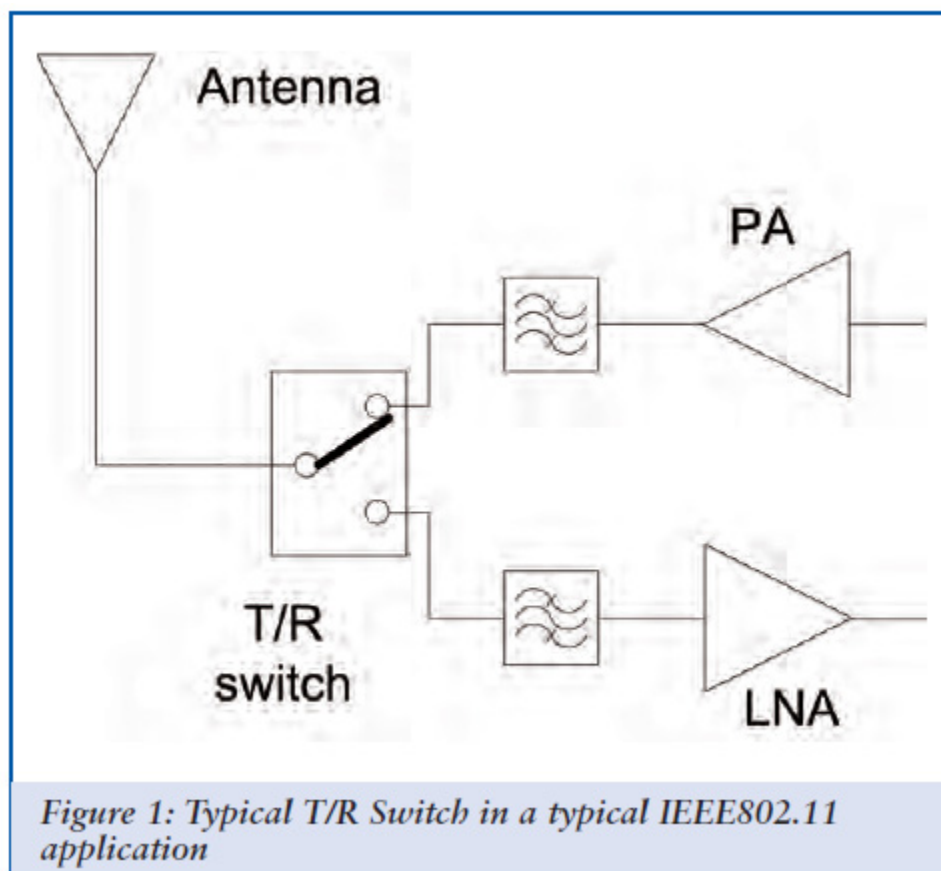 Antenna
PA
T/R
switch
LNA
Figure 1: Typical T/R Switch in a typical IEEE802.11
application